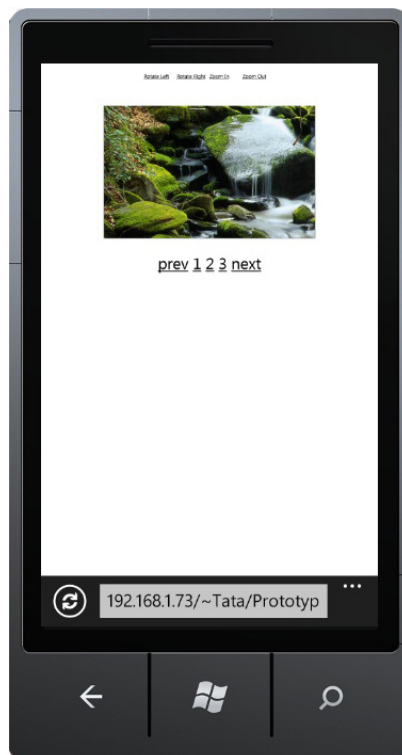 Rotate Left Rotate Right Zoom In Zoom Out
prev 1 2 3 next
192.168.1.73/~Tata/Prototyp